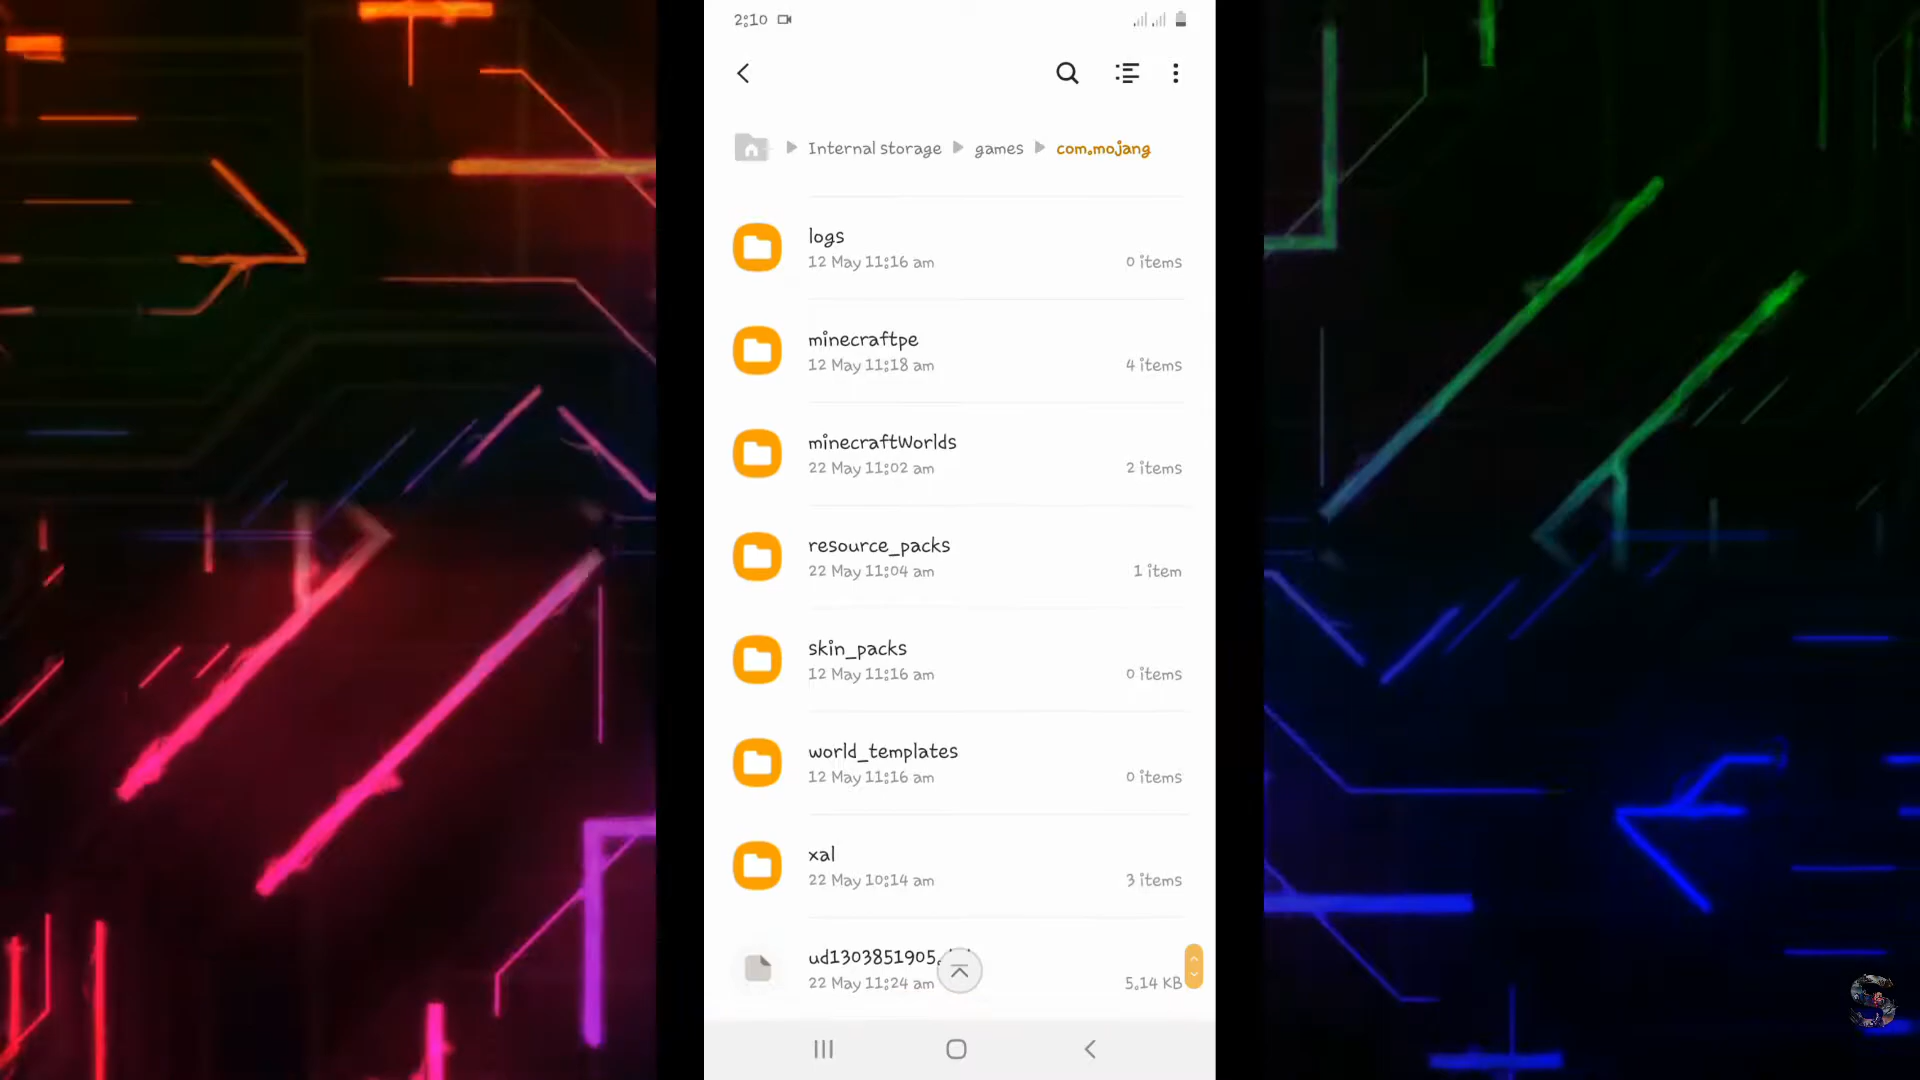 2:10
Internal storage ▶ games ▶ com.mojang
logs
12 May 11:16 am 0 items
minecraftpe
12 May 11:18 am 4 items
minecraftWorlds
22 May 11:02 am 2 items
resource_packs
22 May 11:04 am 1 item
skin_packs
12 May 11:16 am 0 items
world_templates
12 May 11:16 am 0 items
xal
22 May 10:14 am 3 items
ud1303851905.
22 May 11:24 am 5.14 KB
S